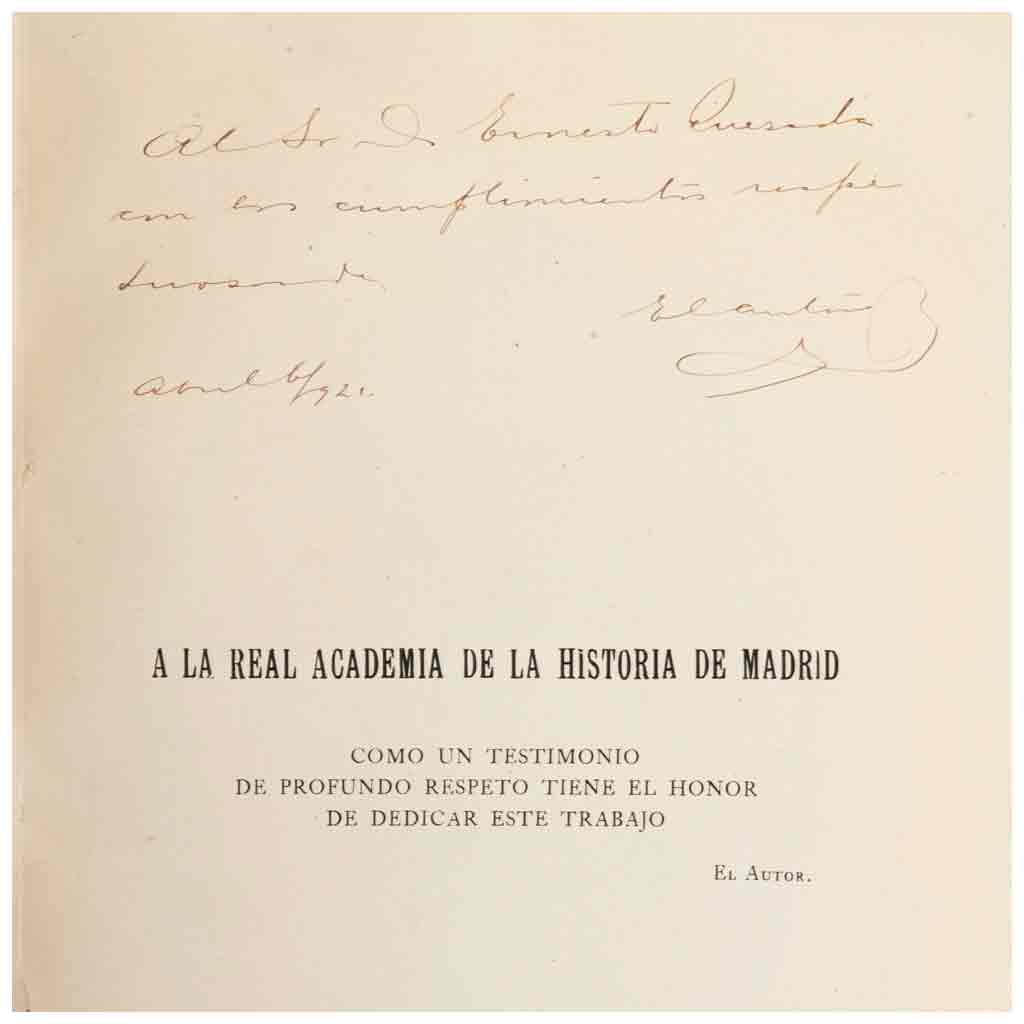 Al Sr D Ernesto Quesada
con los cumplimientos respe
tuosos de
El autor
Abril 6/921.
A LA REAL ACADEMIA DE LA HISTORIA DE MADRID
COMO UN TESTIMONIO
DE PROFUNDO RESPETO TIENE EL HONOR
DE DEDICAR ESTE TRABAJO
EL AUTOR.